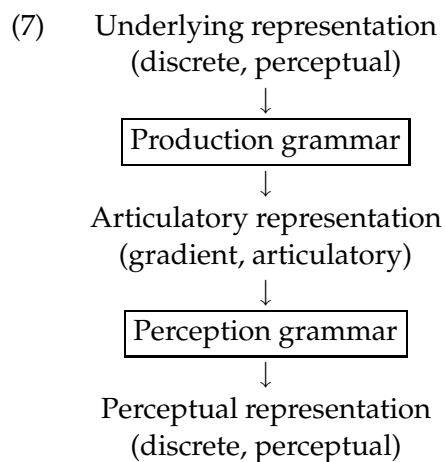 (7) Underlying representation
(discrete, perceptual)
↓
Production grammar
↓
Articulatory representation
(gradient, articulatory)
↓
Perception grammar
↓
Perceptual representation
(discrete, perceptual)